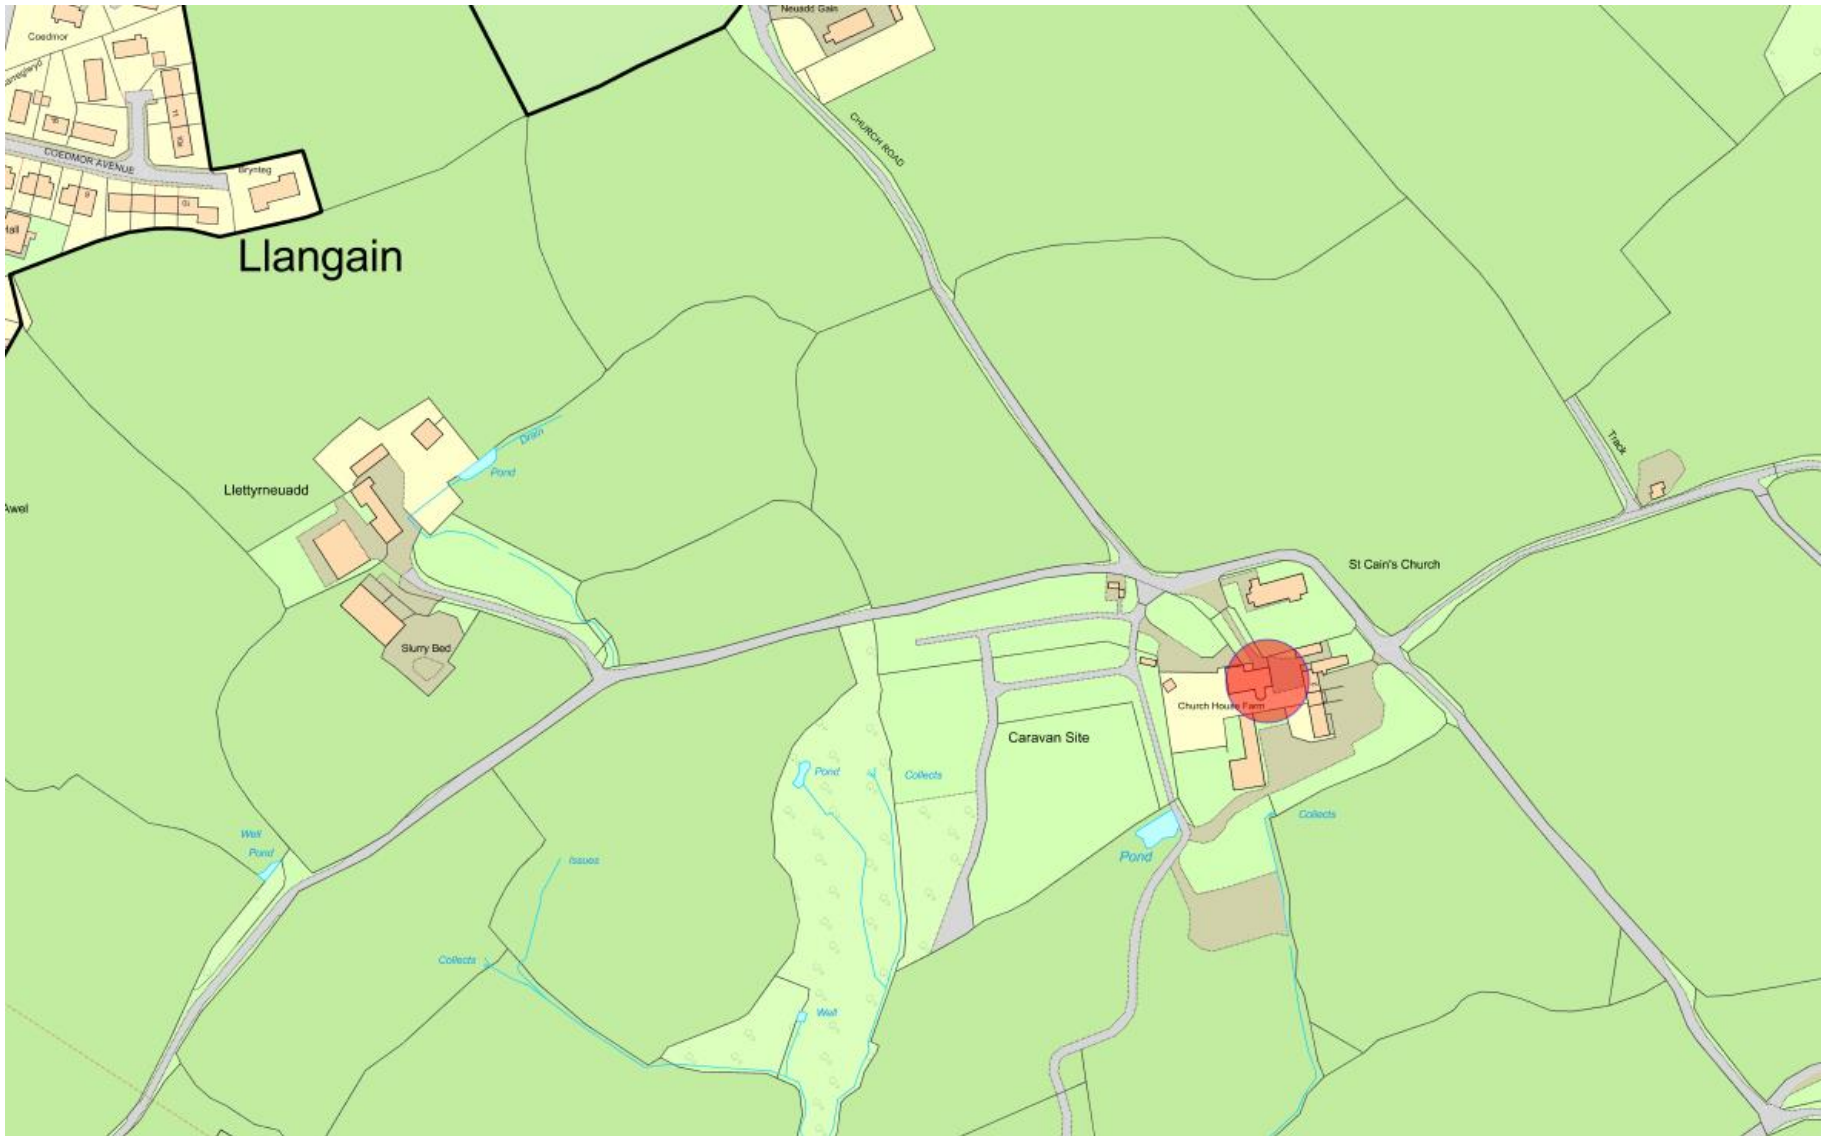 Neuadd Gain
Coedmor
CHURCH ROAD
COEDMOR AVENUE
Brynteg
Hall
Llangain
Drain
Pond
Llettyrneuadd
Track
Awel
St Cain's Church
Slurry Bed
Church House Farm
Caravan Site
Pond
Collects
Collects
Well
Pond
Pond
Issues
Collects
Well